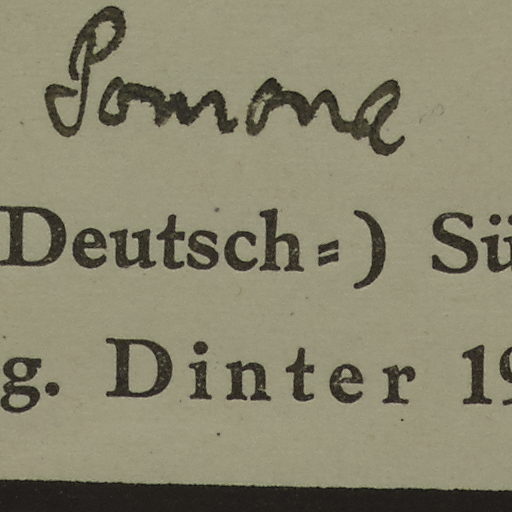 Pomona
Deutsch=) Sü
g. Dinter 19